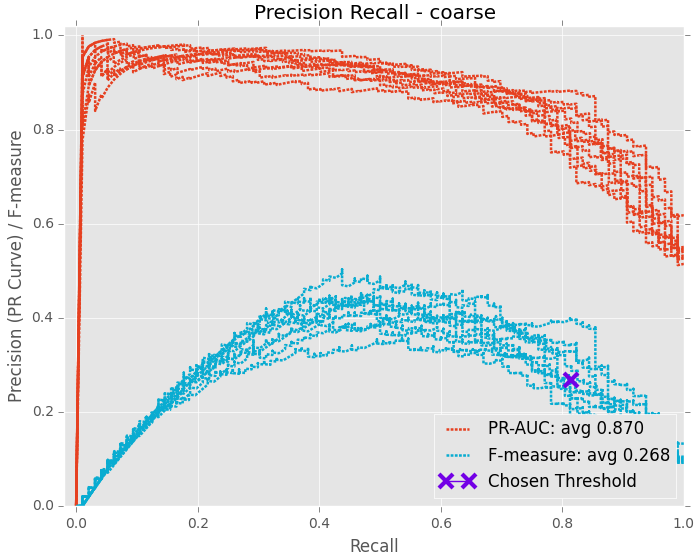 Precision Recall - coarse
Precision (PR Curve) / F-measure
1.0
0.8
0.6
0.4
0.2
0.0
PR-AUC: avg 0.870
F-measure: avg 0.268
Chosen Threshold
0.0 0.2 0.4 0.6 0.8 1.0
Recall